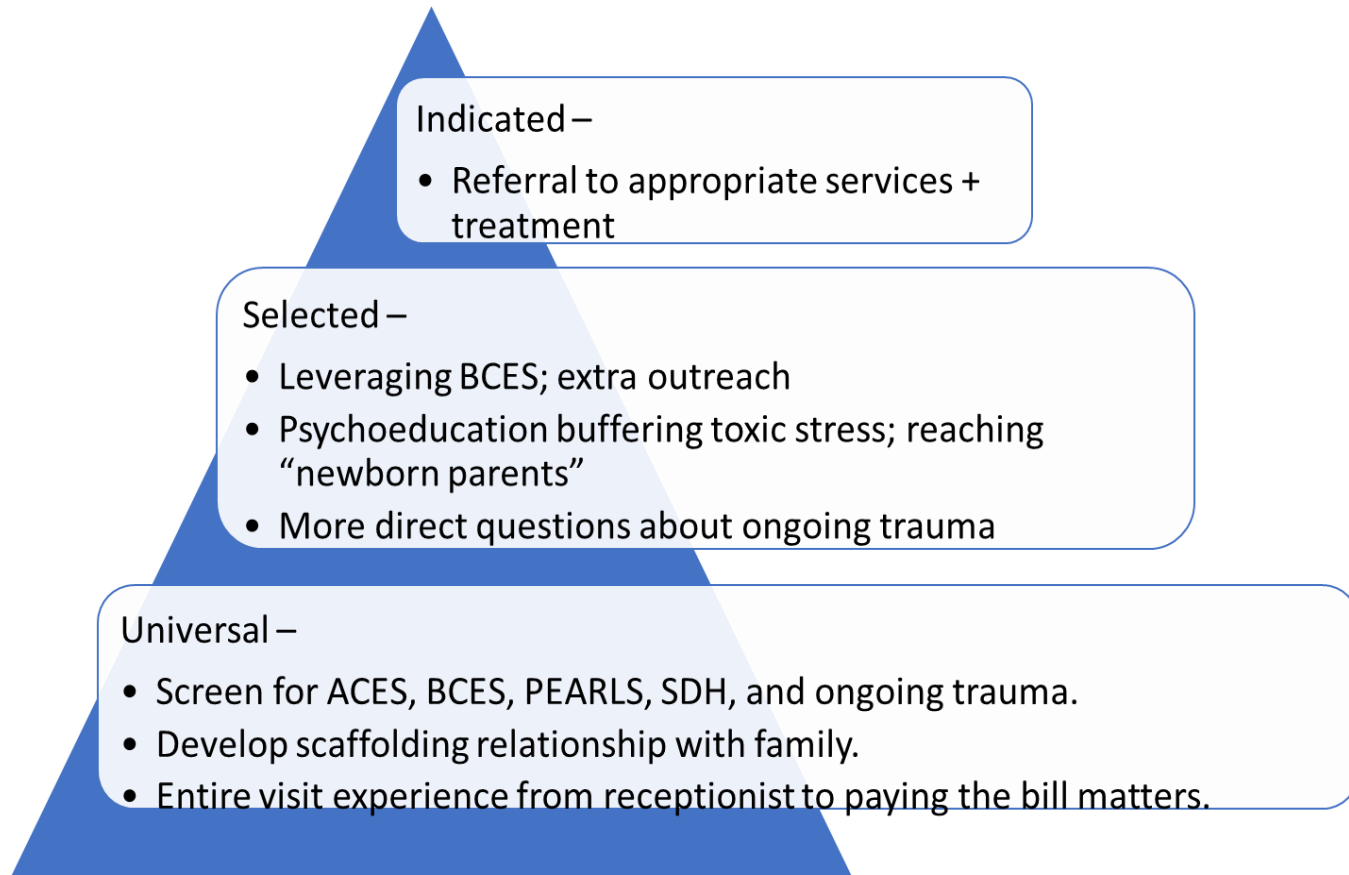 Indicated –
• Referral to appropriate services +
treatment
Selected –
• Leveraging BCES; extra outreach
• Psychoeducation buffering toxic stress; reaching
“newborn parents”
• More direct questions about ongoing trauma
Universal –
• Screen for ACES, BCES, PEARLS, SDH, and ongoing trauma.
• Develop scaffolding relationship with family.
• Entire visit experience from receptionist to paying the bill matters.